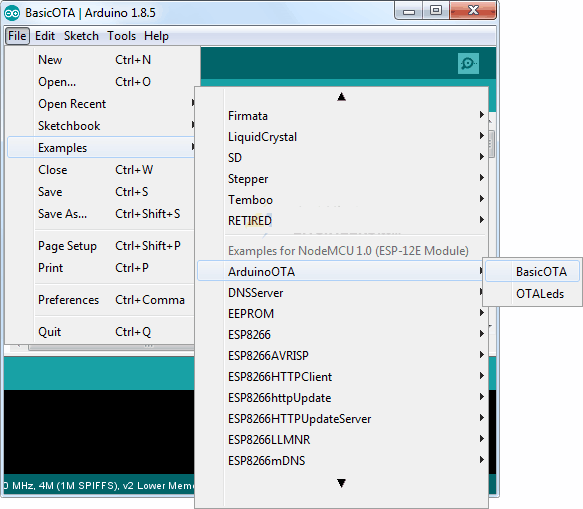 BasicOTA | Arduino 1.8.5
File Edit Sketch Tools Help
New Ctrl+N
Open... Ctrl+O
Open Recent
Sketchbook
Examples
Close Ctrl+W
Save Ctrl+S
Save As... Ctrl+Shift+S
Page Setup Ctrl+Shift+P
Print Ctrl+P
Preferences Ctrl+Comma
Quit Ctrl+Q
Firmata
LiquidCrystal
SD
Stepper
Temboo
RETIRED
Examples for NodeMCU 1.0 (ESP-12E Module)
ArduinoOTA
DNSServer
EEPROM
ESP8266
ESP8266AVRISP
ESP8266HTTPClient
ESP8266httpUpdate
ESP8266HTTPUpdateServer
ESP8266LLMNR
ESP8266mDNS
BasicOTA
OTALeds
0 MHz, 4M (1M SPIFFS), v2 Lower Mem